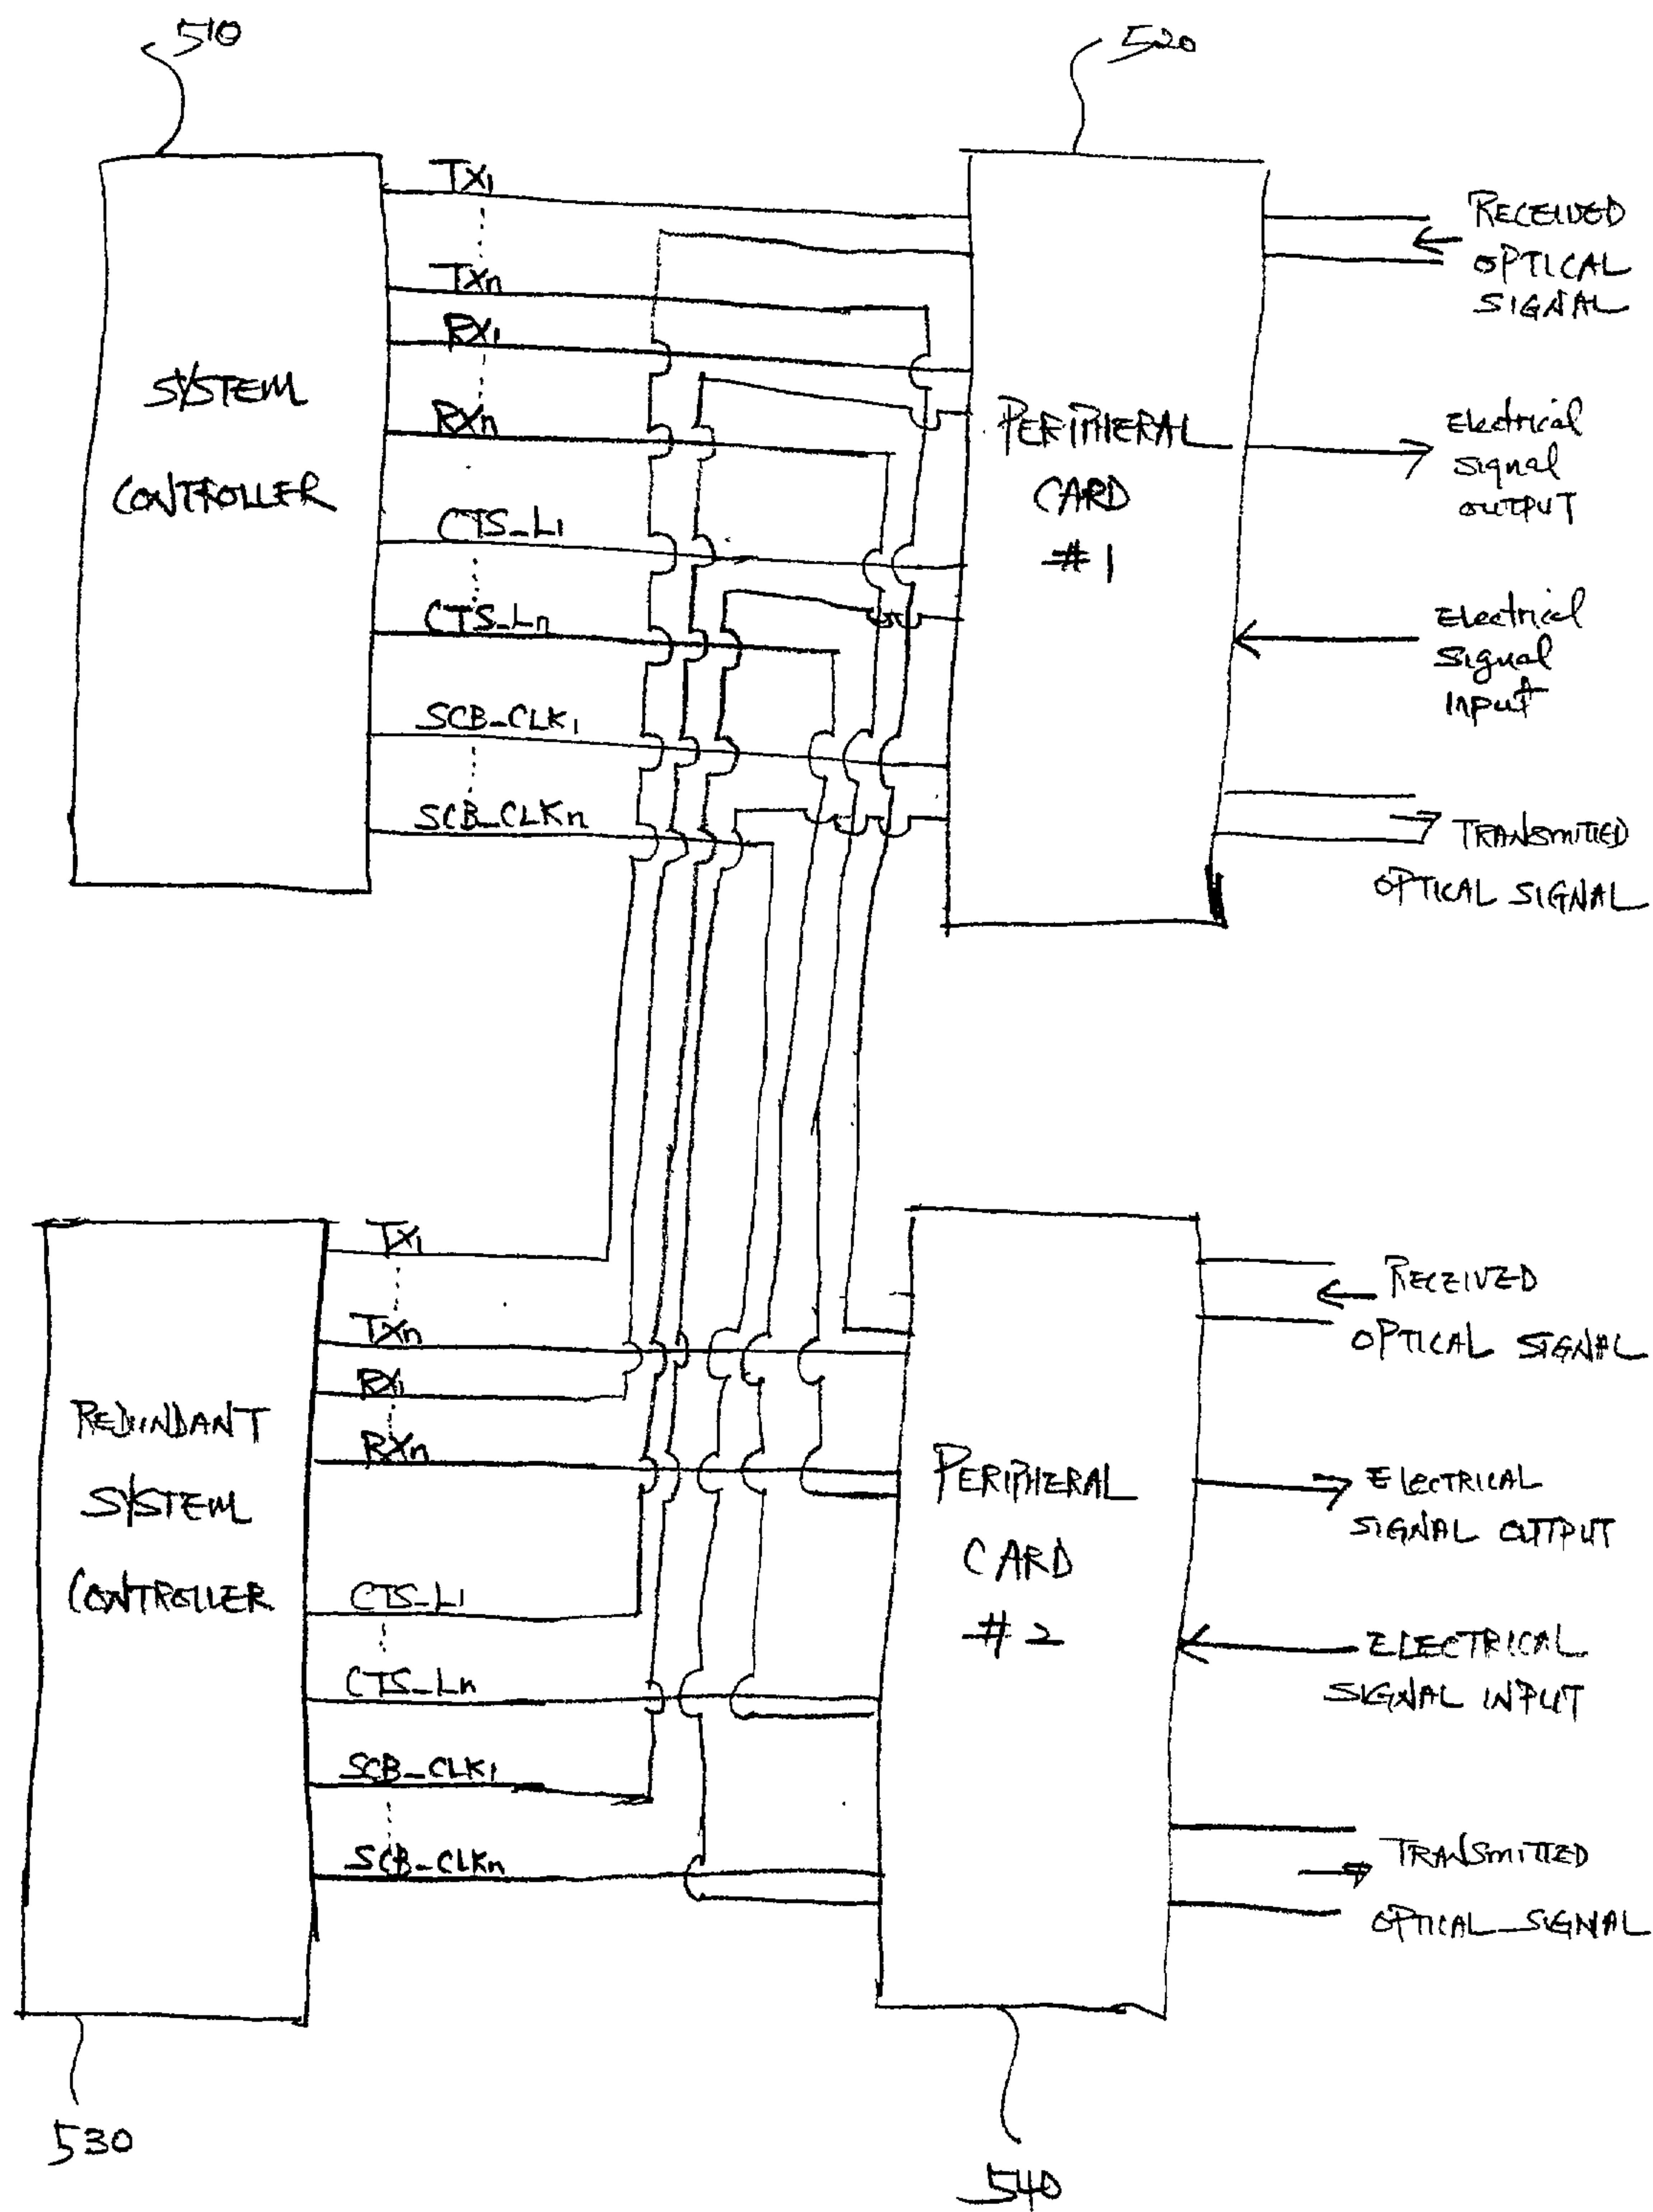 510
520
TX1
TXn
RX1
RXn
CTS_L1
CTS_Ln
SCB_CLK1
SCB_CLKn
SYSTEM
CONTROLLER
PERIPHERAL
CARD
#1
RECEIVED
OPTICAL
SIGNAL
Electrical
Signal
OUTPUT
Electrical
Signal
Input
TRANSMITTED
OPTICAL SIGNAL
TX1
TXn
RX1
RXn
CTS_L1
CTS_Ln
SCB_CLK1
SCB_CLKn
REDUNDANT
SYSTEM
CONTROLLER
PERIPHERAL
CARD
#2
RECEIVED
OPTICAL SIGNAL
ELECTRICAL
SIGNAL OUTPUT
ELECTRICAL
SIGNAL INPUT
TRANSMITTED
OPTICAL SIGNAL
530
540